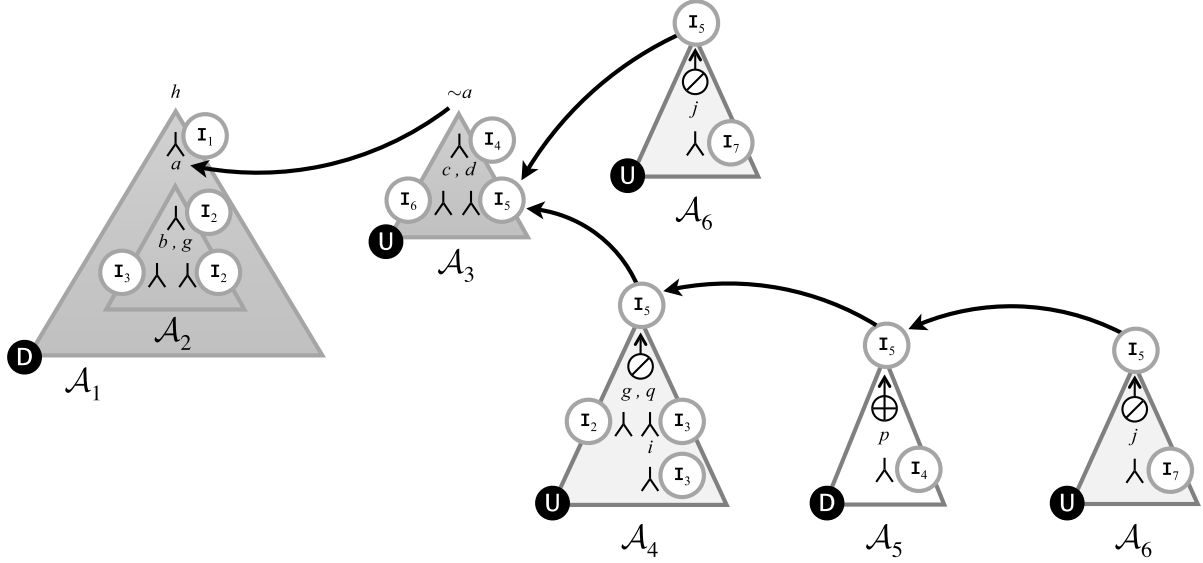 I5
j
I7
U
A6
h
I1
a
I2
b , g
I3
I2
A2
D
A1
~a
I4
c , d
I6
I5
U
A3
I5
g , q
I2
I3
i
I3
U
A4
I5
p
I4
D
A5
I5
j
I7
U
A6